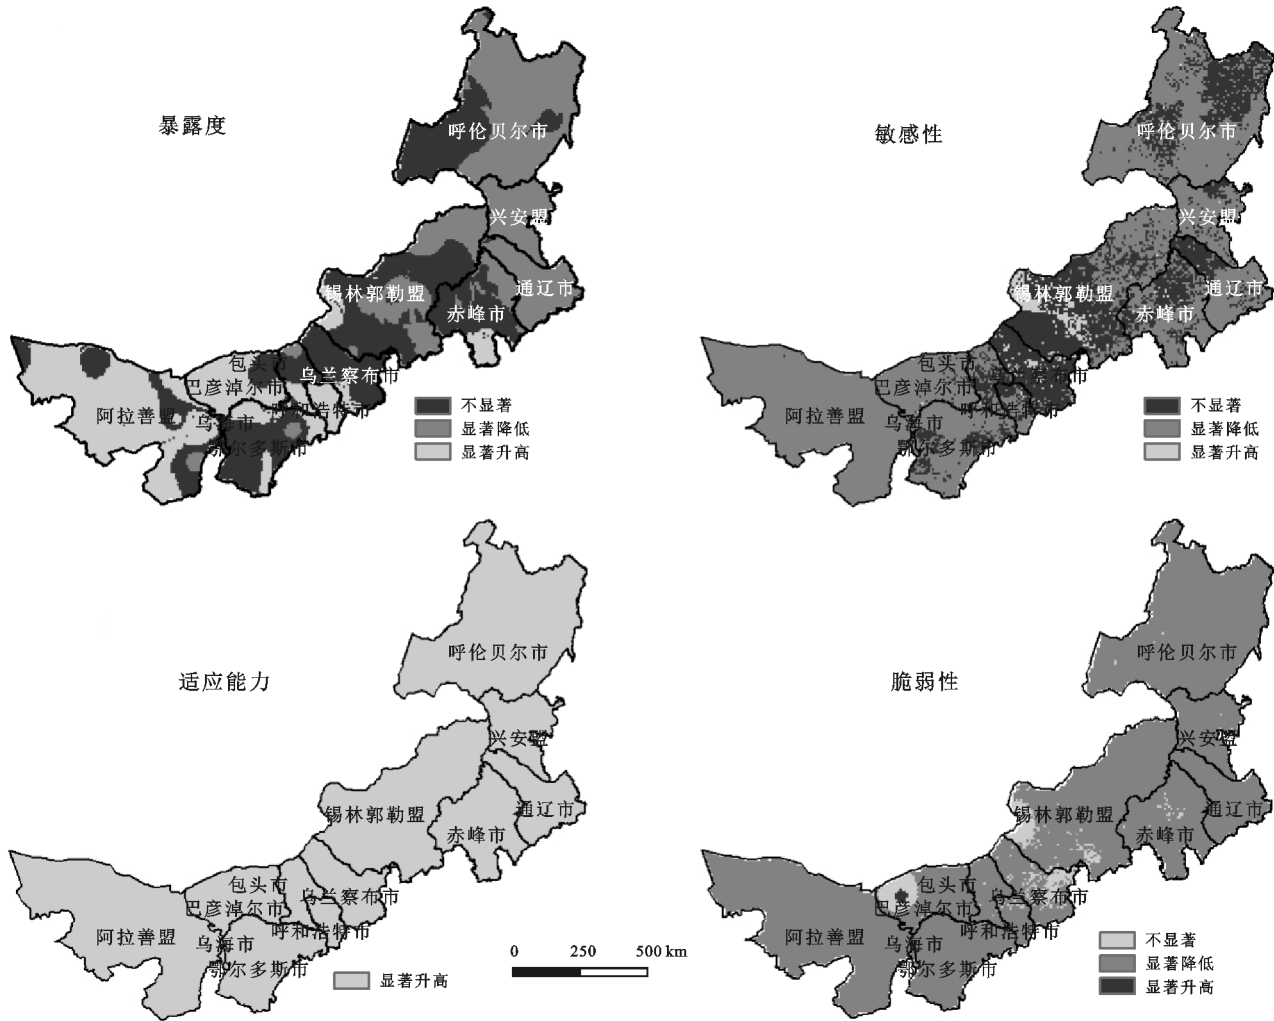 暴露度
呼伦贝尔市
兴安盟
锡林郭勒盟
通辽市
赤峰市
包头市
乌兰察布市
巴彦淖尔市
阿拉善盟
乌海市
呼和浩特市
鄂尔多斯市
不显著
显著降低
显著升高
敏感性
呼伦贝尔市
兴安盟
锡林郭勒盟
通辽市
赤峰市
包头市
察布市
巴彦淖尔市
阿拉善盟
乌海市
呼和浩特市
鄂尔多斯市
不显著
显著降低
显著升高
适应能力
呼伦贝尔市
兴安盟
锡林郭勒盟
通辽市
赤峰市
包头市
乌兰察布市
巴彦淖尔市
阿拉善盟
乌海市
呼和浩特市
鄂尔多斯市
显著升高
0 250 500 km
脆弱性
呼伦贝尔市
兴安盟
锡林郭勒盟
通辽市
赤峰市
包头市
乌兰察布市
巴彦淖尔市
阿拉善盟
乌海市
呼和浩特市
鄂尔多斯市
不显著
显著降低
显著升高